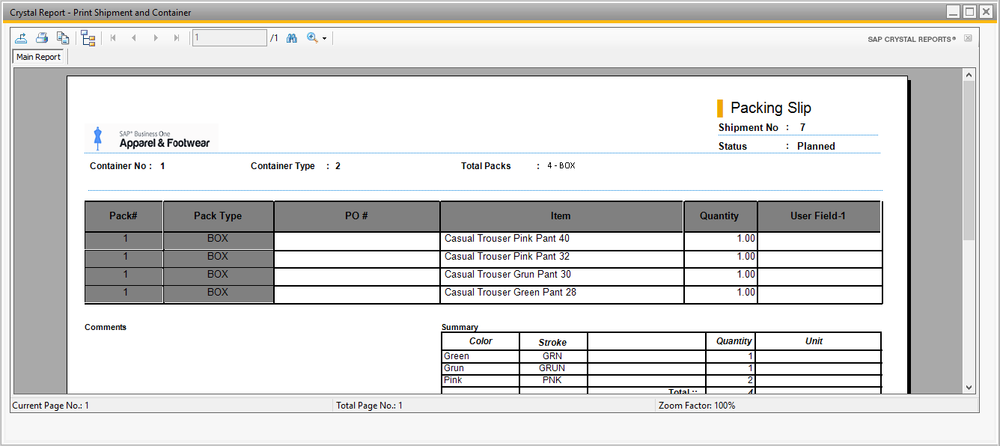 Crystal Report - Print Shipment and Container
1 /1 SAP CRYSTAL REPORTS®
Main Report
Packing Slip
Shipment No : 7
SAP® Business One
Apparel & Footwear
Status : Planned
Container No : 1 Container Type : 2 Total Packs : 4 - BOX
Pack# Pack Type PO # Item Quantity User Field-1
1 BOX Casual Trouser Pink Pant 40 1.00
1 BOX Casual Trouser Pink Pant 32 1.00
1 BOX Casual Trouser Grun Pant 30 1.00
1 BOX Casual Trouser Green Pant 28 1.00
Comments Summary
Color Stroke Quantity Unit
Green GRN 1
Grun GRUN 1
Pink PNK 2
Total :: 4
Current Page No.: 1 Total Page No.: 1 Zoom Factor: 100%